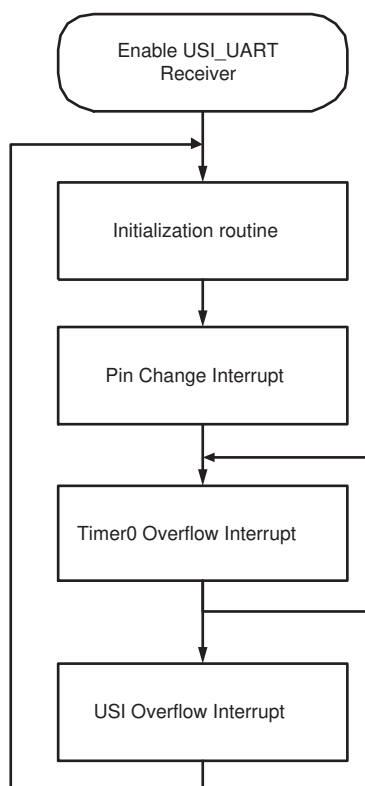 Enable USI_UART
Receiver
Initialization routine
Pin Change Interrupt
Timer0 Overflow Interrupt
USI Overflow Interrupt